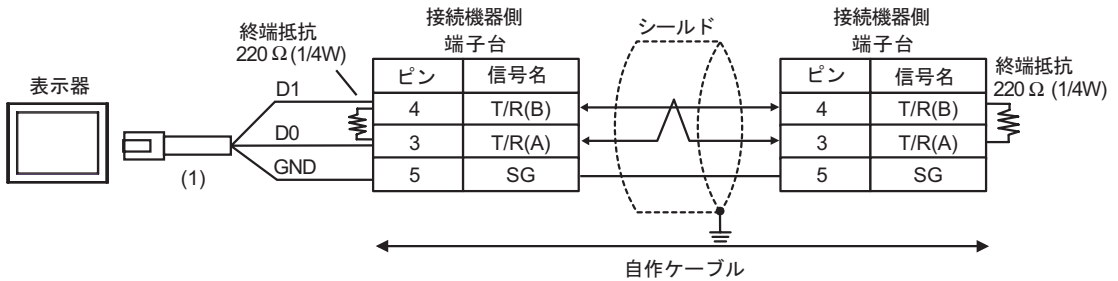 表示器
(1)
D1
D0
GND
終端抵抗
220 Ω (1/4W)
接続機器側
端子台
ピン 信号名
4 T/R(B)
3 T/R(A)
5 SG
シールド
接続機器側
端子台
ピン 信号名
4 T/R(B)
3 T/R(A)
5 SG
終端抵抗
220 Ω (1/4W)
自作ケーブル